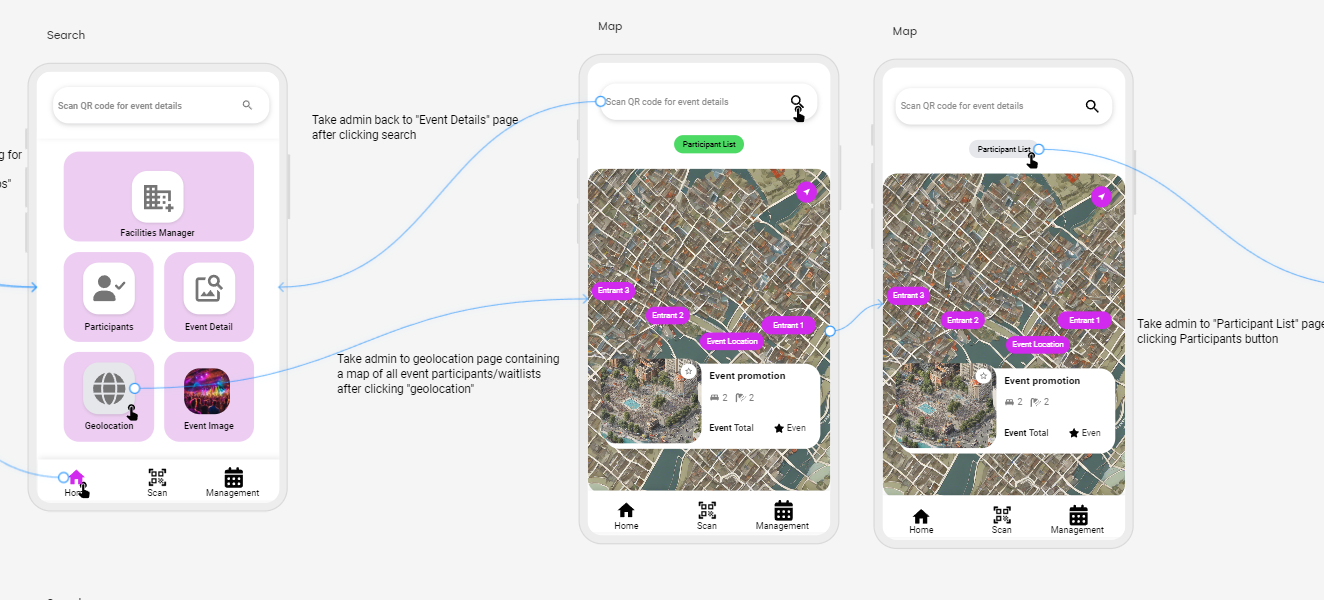 Search
Map
Map
g for
os"
Scan QR code for event details
Facilities Manager
Participants
Event Detail
Geolocation
Event Image
Home
Scan
Management
Take admin back to "Event Details" page
after clicking search
Take admin to geolocation page containing
a map of all event participants/waitlists
after clicking "geolocation"
Scan QR code for event details
Participant List
Entrant 3
Entrant 2
Entrant 1
Event Location
Event promotion
2 2
Event Total
Even
Home
Scan
Management
Scan QR code for event details
Participant List
Entrant 3
Entrant 2
Entrant 1
Event Location
Event promotion
2 2
Event Total
Even
Home
Scan
Management
Take admin to "Participant List" page
clicking Participants button